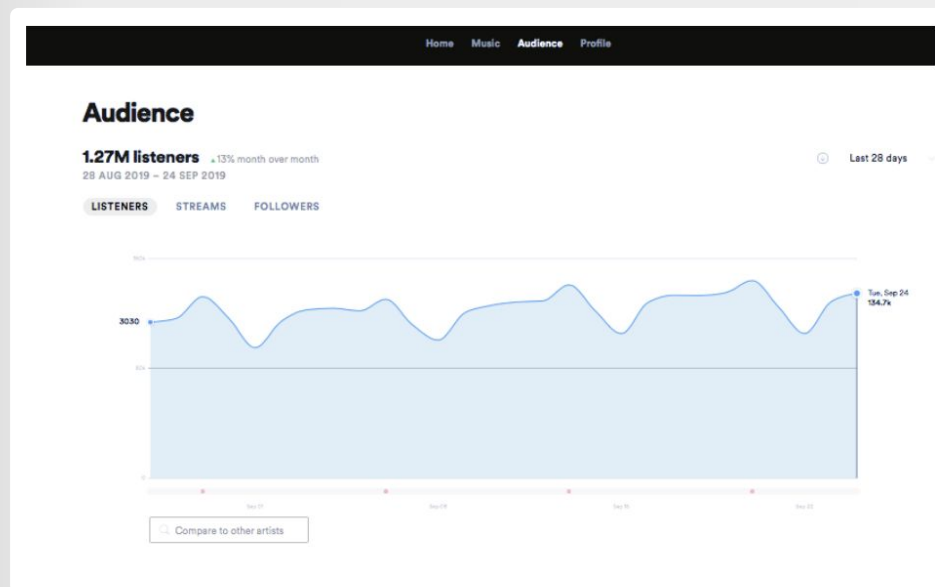 Home Music Audience Profile
Audience
1.27M listeners 13% month over month
28 AUG 2019 – 24 SEP 2019
Last 28 days
LISTENERS STREAMS FOLLOWERS
Tue, Sep 24
134.7k
3030
0
Compare to other artists